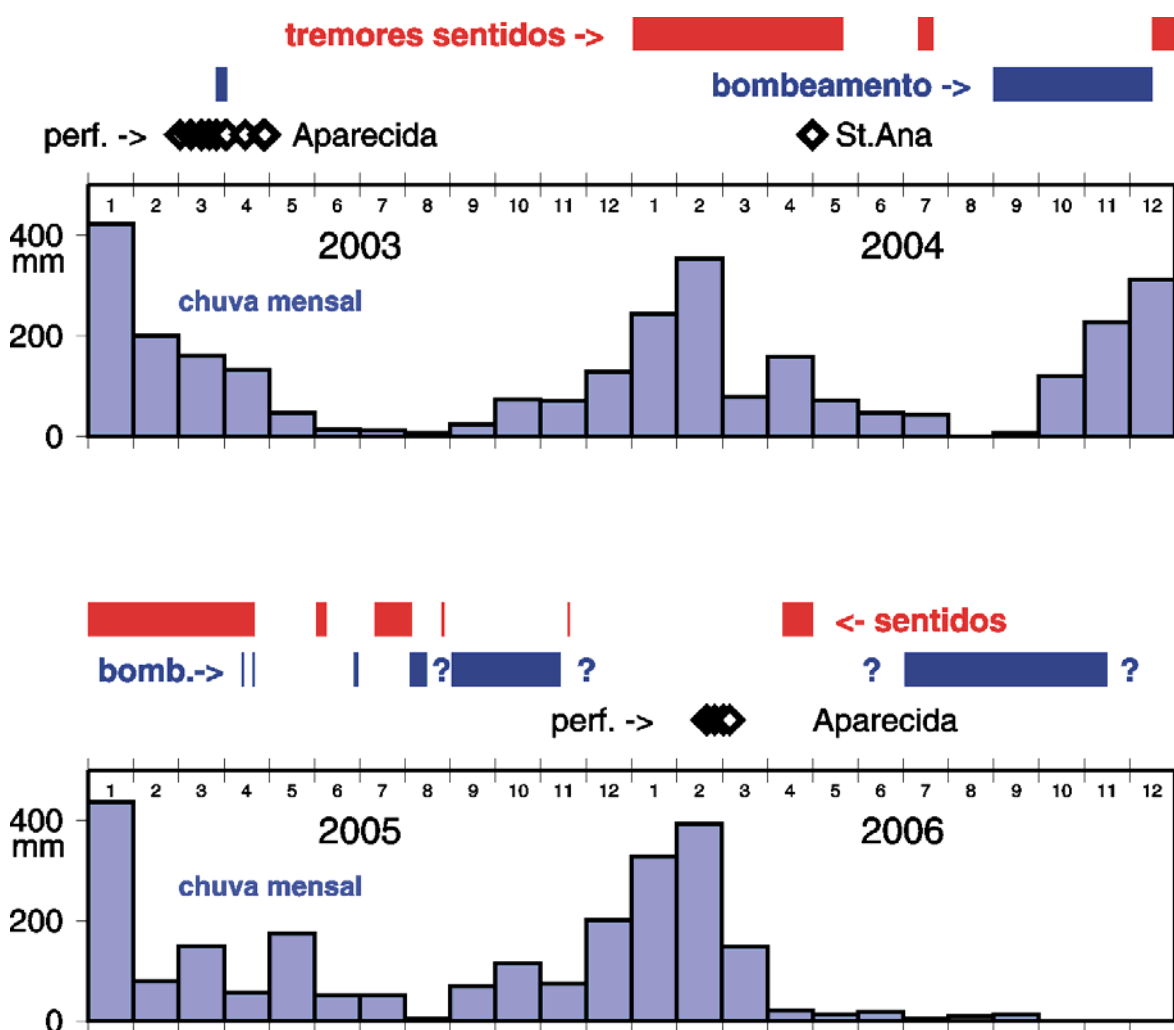 tremores sentidos ->
bombeamento ->
perf. -> Aparecida St.Ana
1 2 3 4 5 6 7 8 9 10 11 12 1 2 3 4 5 6 7 8 9 10 11 12
400 2003 2004
mm
chuva mensal
200
0
<- sentidos
bomb.-> ? ? ? ?
perf. -> Aparecida
1 2 3 4 5 6 7 8 9 10 11 12 1 2 3 4 5 6 7 8 9 10 11 12
400 2005 2006
mm
chuva mensal
200
0